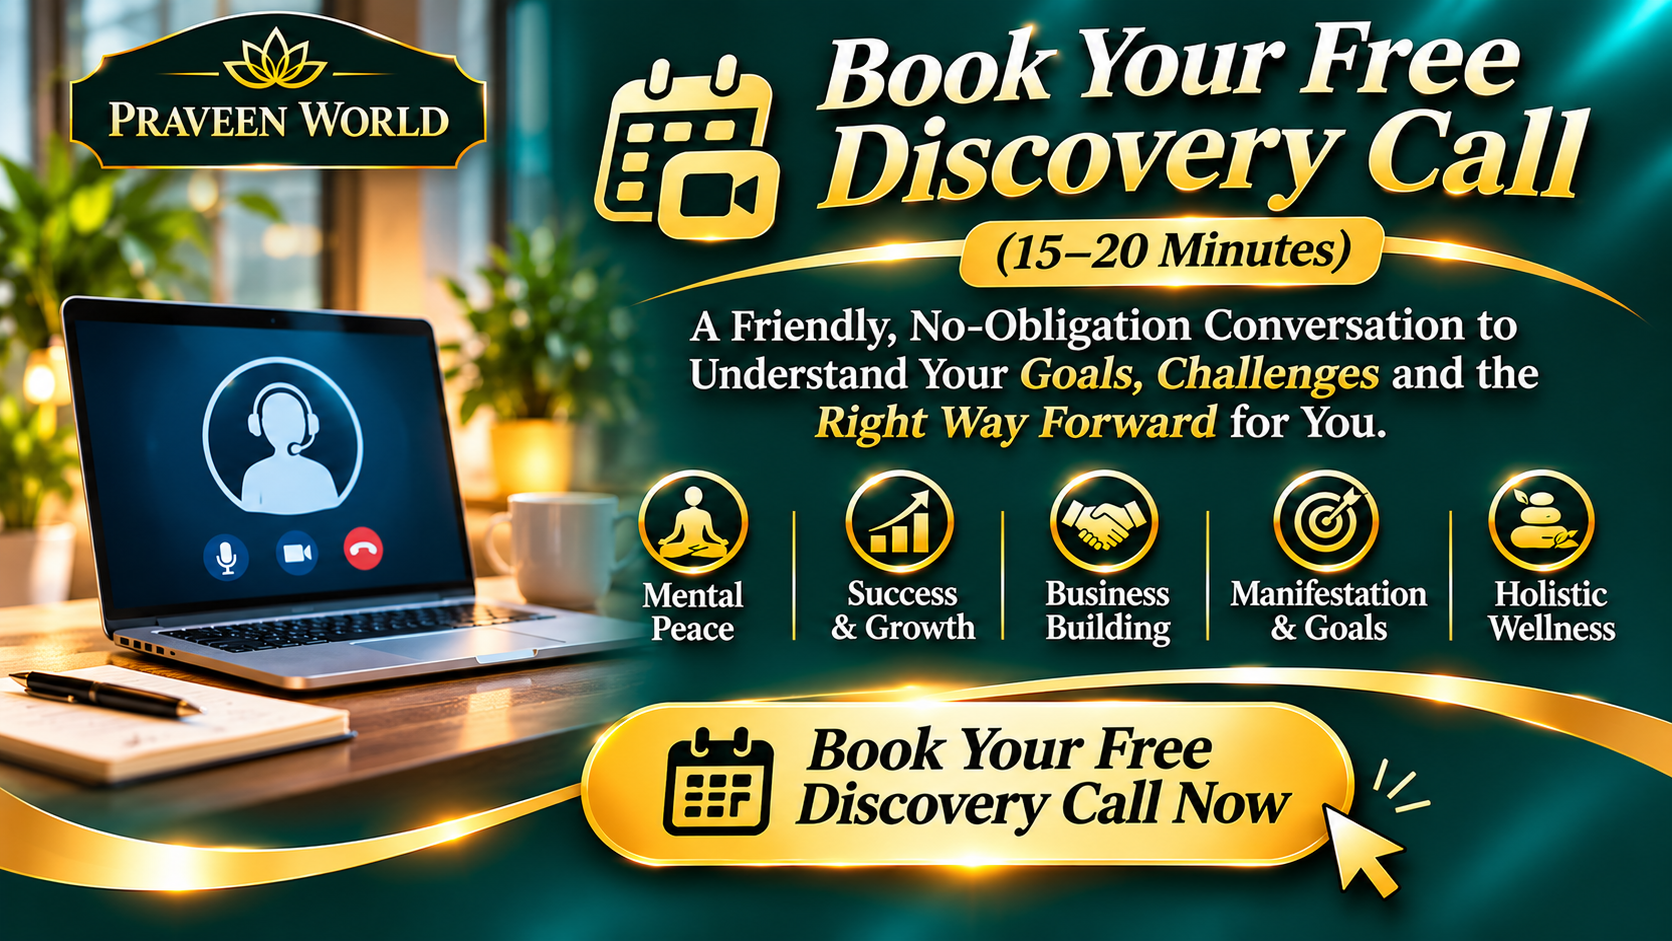 PRAVEEN WORLD
Book Your Free
Discovery Call
(15–20 Minutes)
A Friendly, No-Obligation Conversation to
Understand Your Goals, Challenges and the
Right Way Forward for You.
Mental
Peace
Success
& Growth
Business
Building
Manifestation
& Goals
Holistic
Wellness
Book Your Free
Discovery Call Now